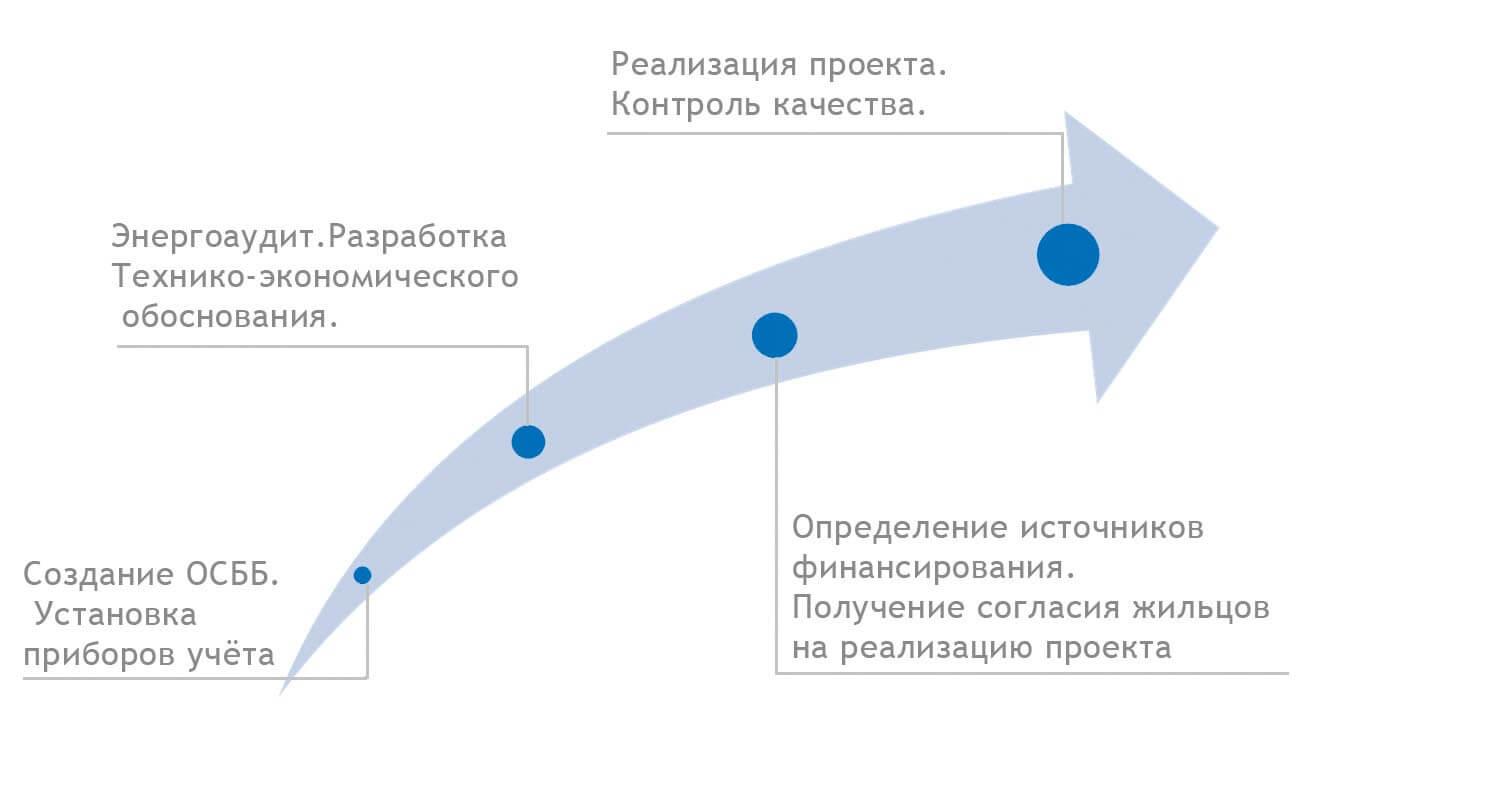 Реализация проекта.
Контроль качества.
Энергоаудит.Разработка
Технико-экономического
обоснования.
Определение источников
финансирования.
Получение согласия жильцов
на реализацию проекта
Создание ОСББ.
Установка
приборов учёта